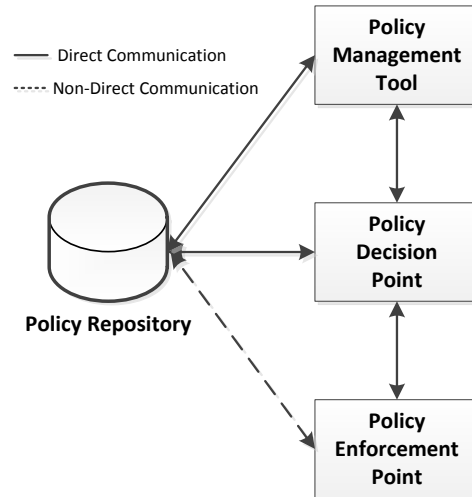 Policy
Management
Tool
Direct Communication
Non-Direct Communication
Policy
Decision
Point
Policy Repository
Policy
Enforcement
Point